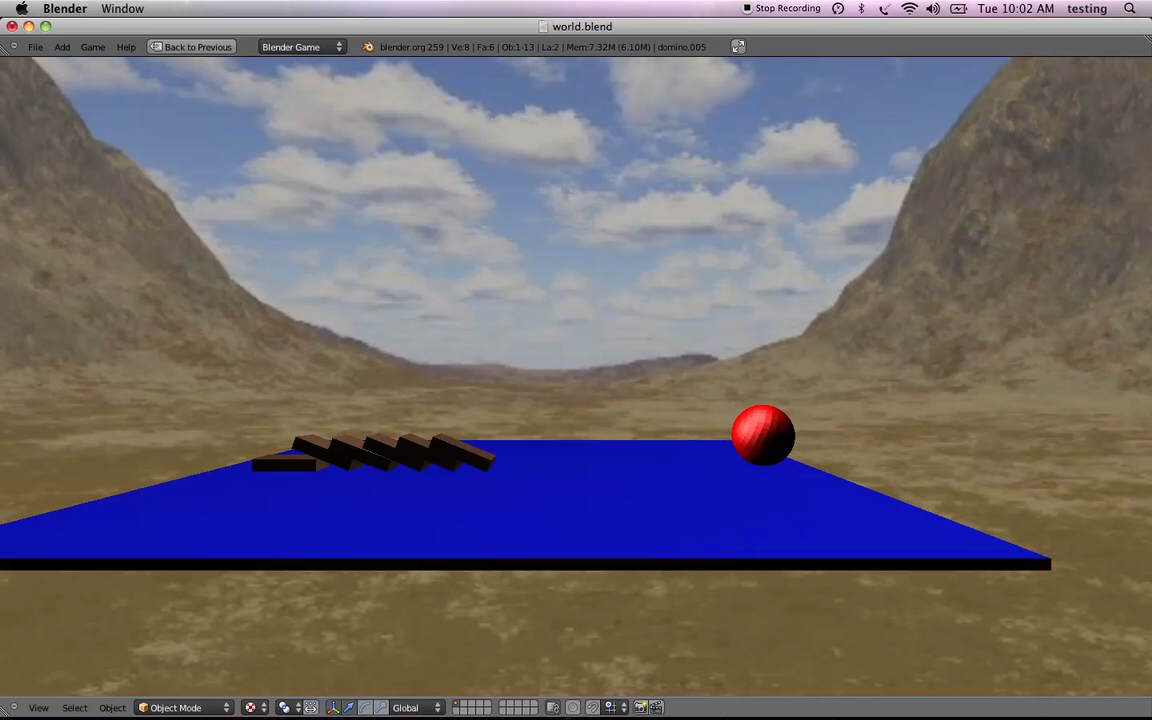 Blender Window Stop Recording Tue 10:02 AM testing
world.blend
File Add Game Help Back to Previous Blender Game blender.org 259 | Ve:8 | Fa:6 | Ob:1-13 | La:2 | Mem:7.32M (6.10M) | domino.005
View Select Object Object Mode Global